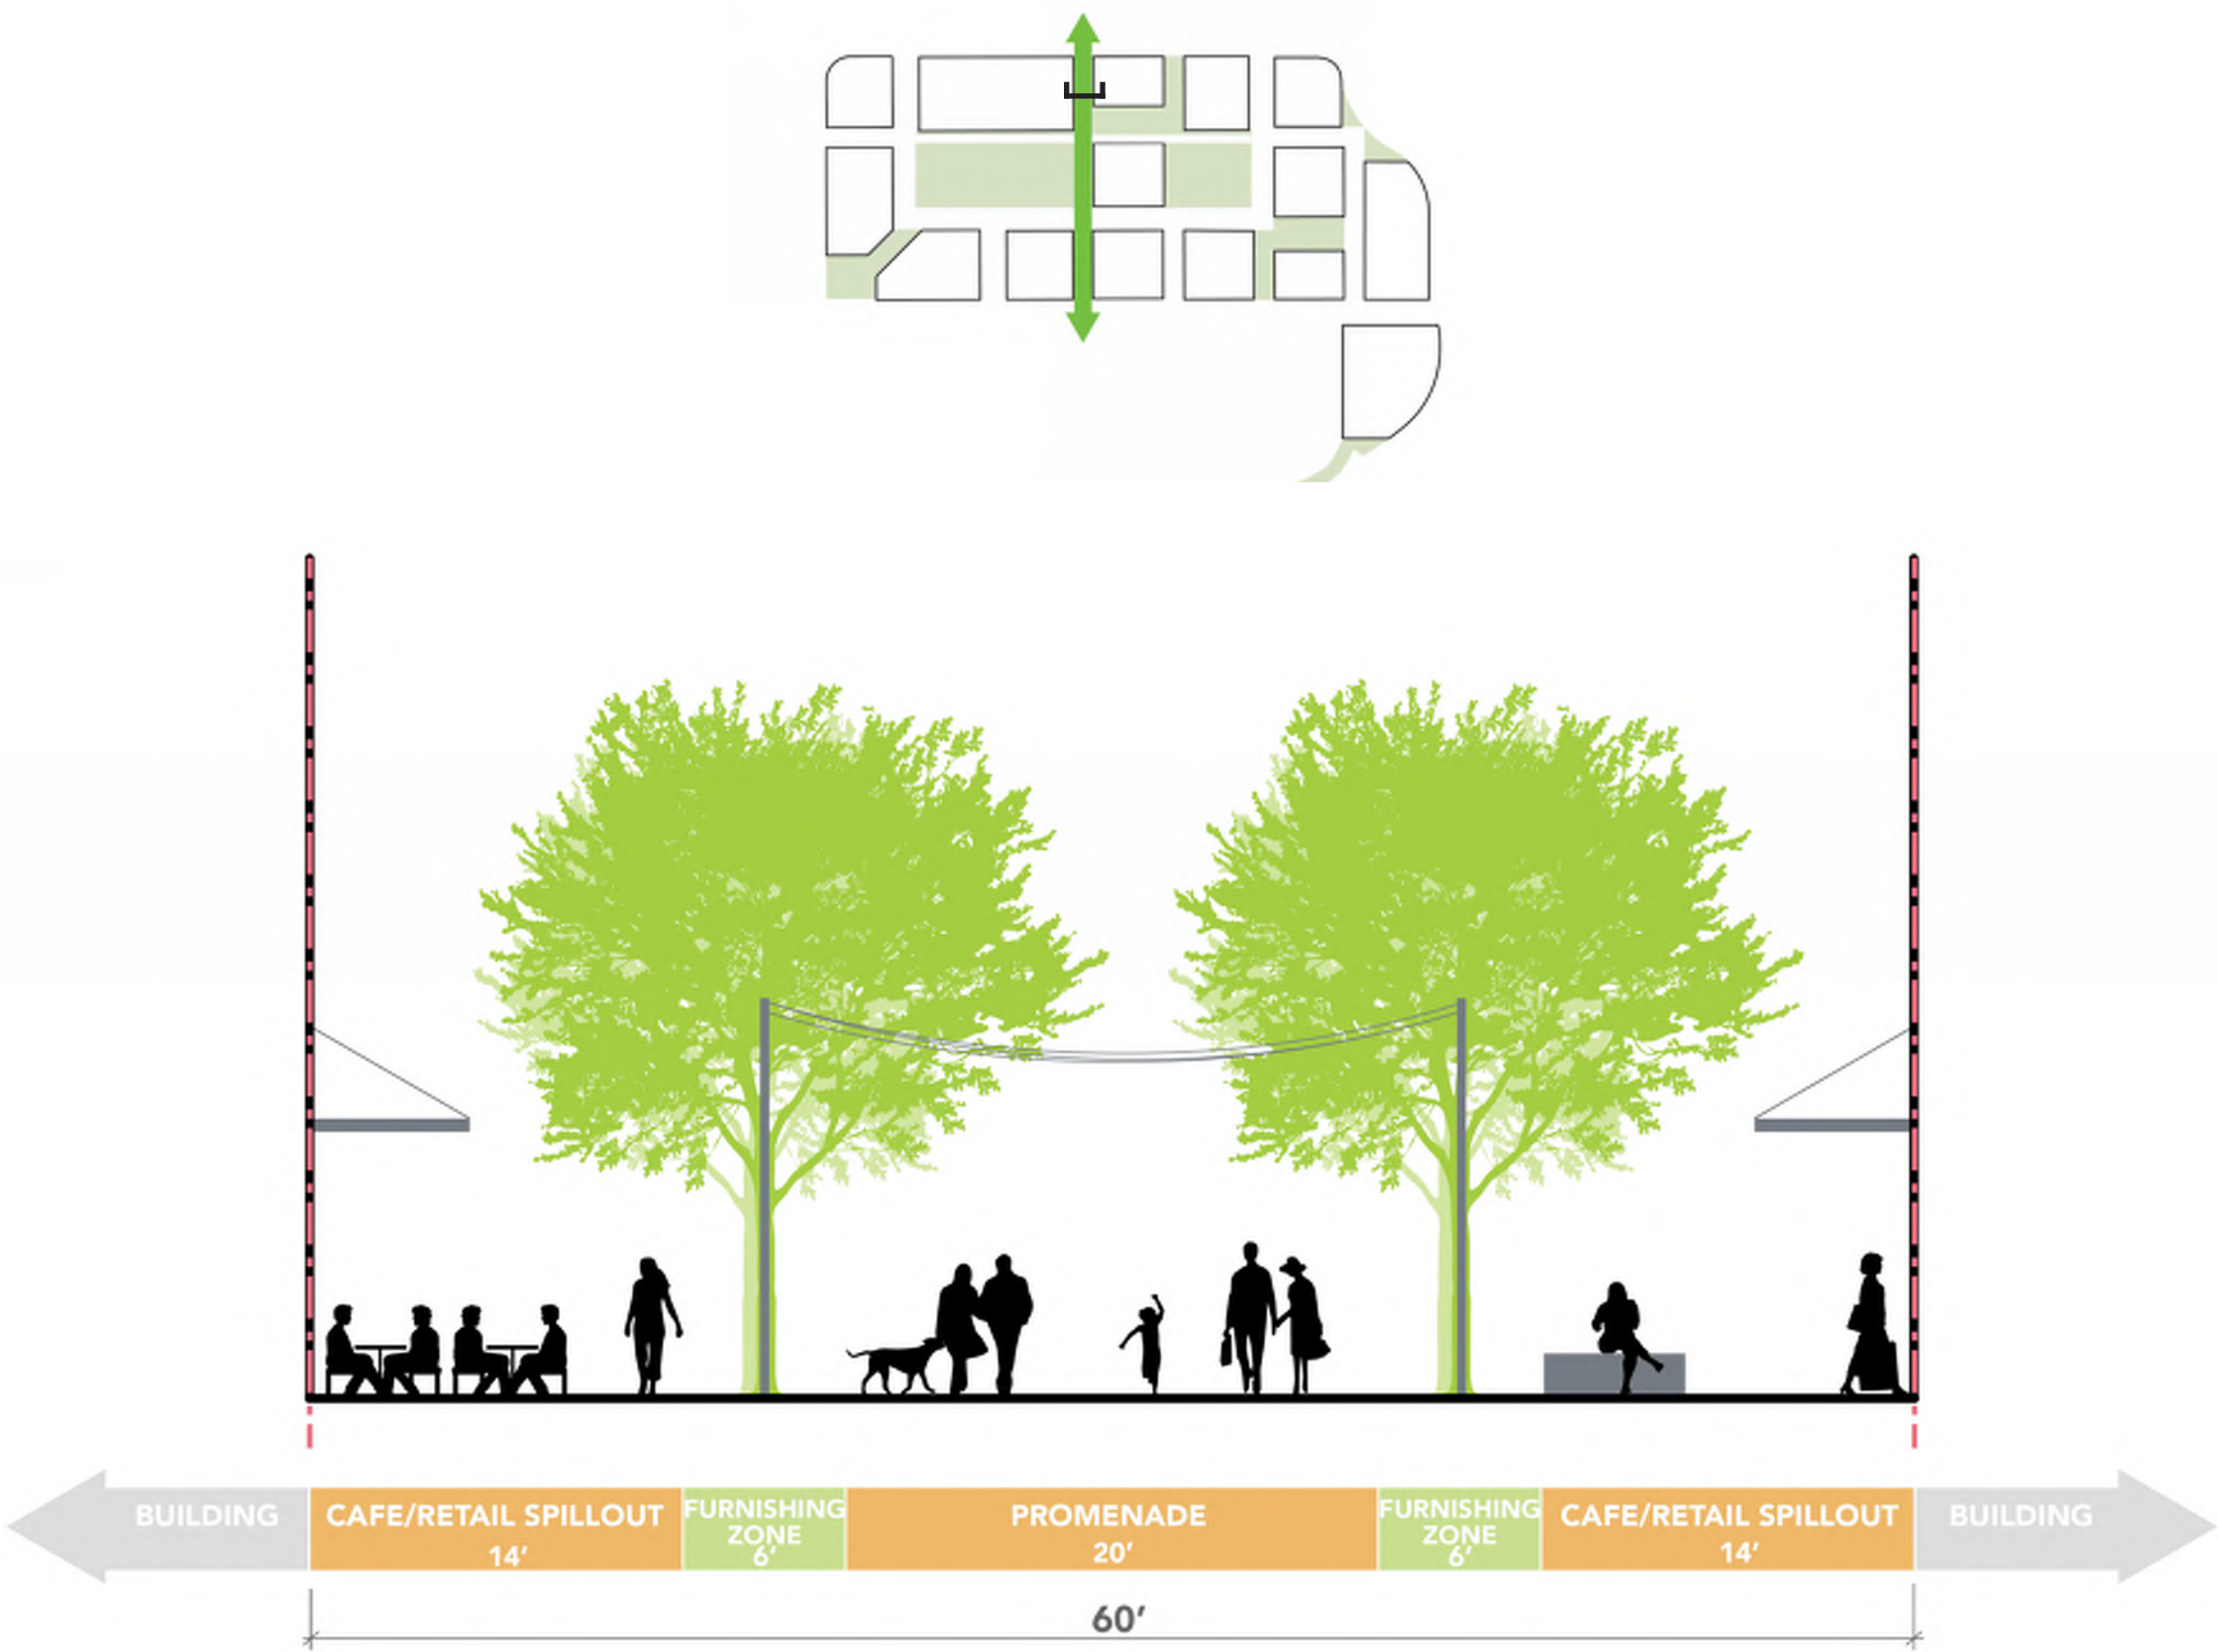 BUILDING
CAFE/RETAIL SPILLOUT
14'
FURNISHING
ZONE
6'
PROMENADE
20'
FURNISHING
ZONE
6'
CAFE/RETAIL SPILLOUT
14'
BUILDING
60'